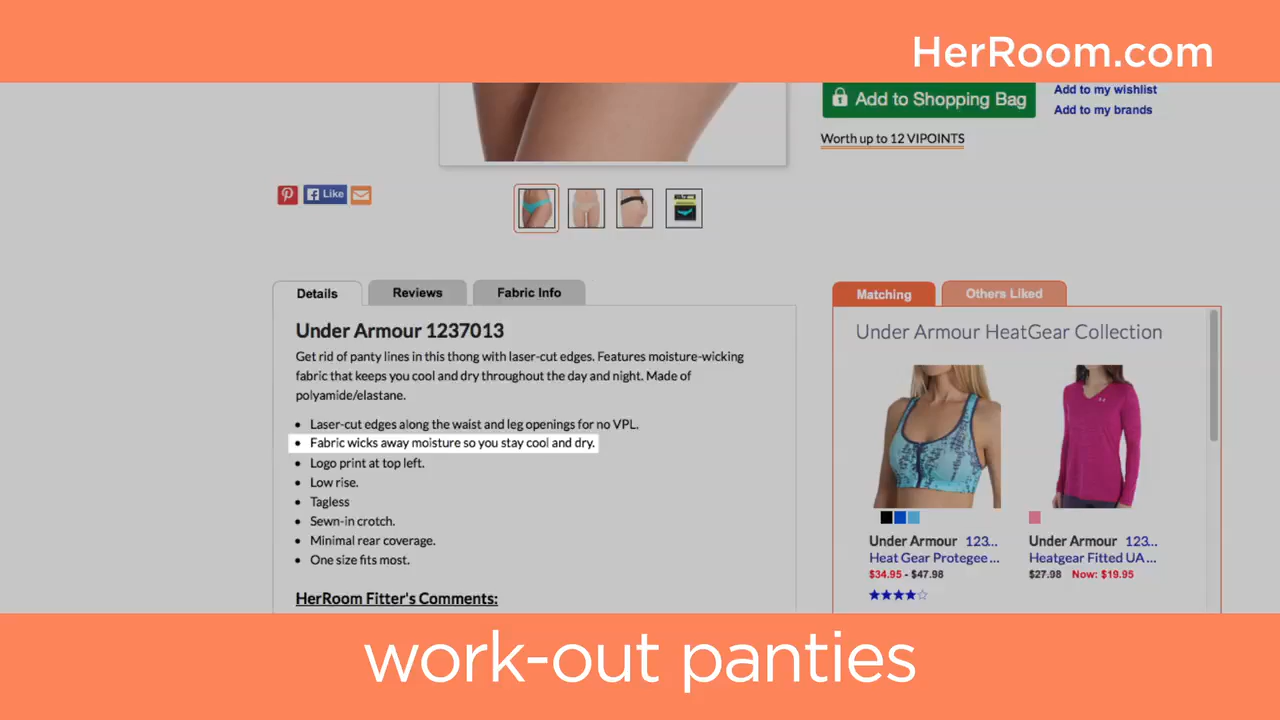 HerRoom.com
Add to Shopping Bag
Add to my wishlist
Add to my brands
Worth up to 12 VIPOINTS
Like
Details
Reviews
Fabric Info
Under Armour 1237013
Get rid of panty lines in this thong with laser-cut edges. Features moisture-wicking
fabric that keeps you cool and dry throughout the day and night. Made of
polyamide/elastane.
• Laser-cut edges along the waist and leg openings for no VPL.
• Fabric wicks away moisture so you stay cool and dry.
• Logo print at top left.
• Low rise.
• Tagless
• Sewn-in crotch.
• Minimal rear coverage.
• One size fits most.
HerRoom Fitter's Comments:
Matching
Others Liked
Under Armour HeatGear Collection
Under Armour 123...
Heat Gear Protegee ...
$34.95 - $47.98
Under Armour 123...
Heatgear Fitted UA ...
$27.98 Now: $19.95
work-out panties